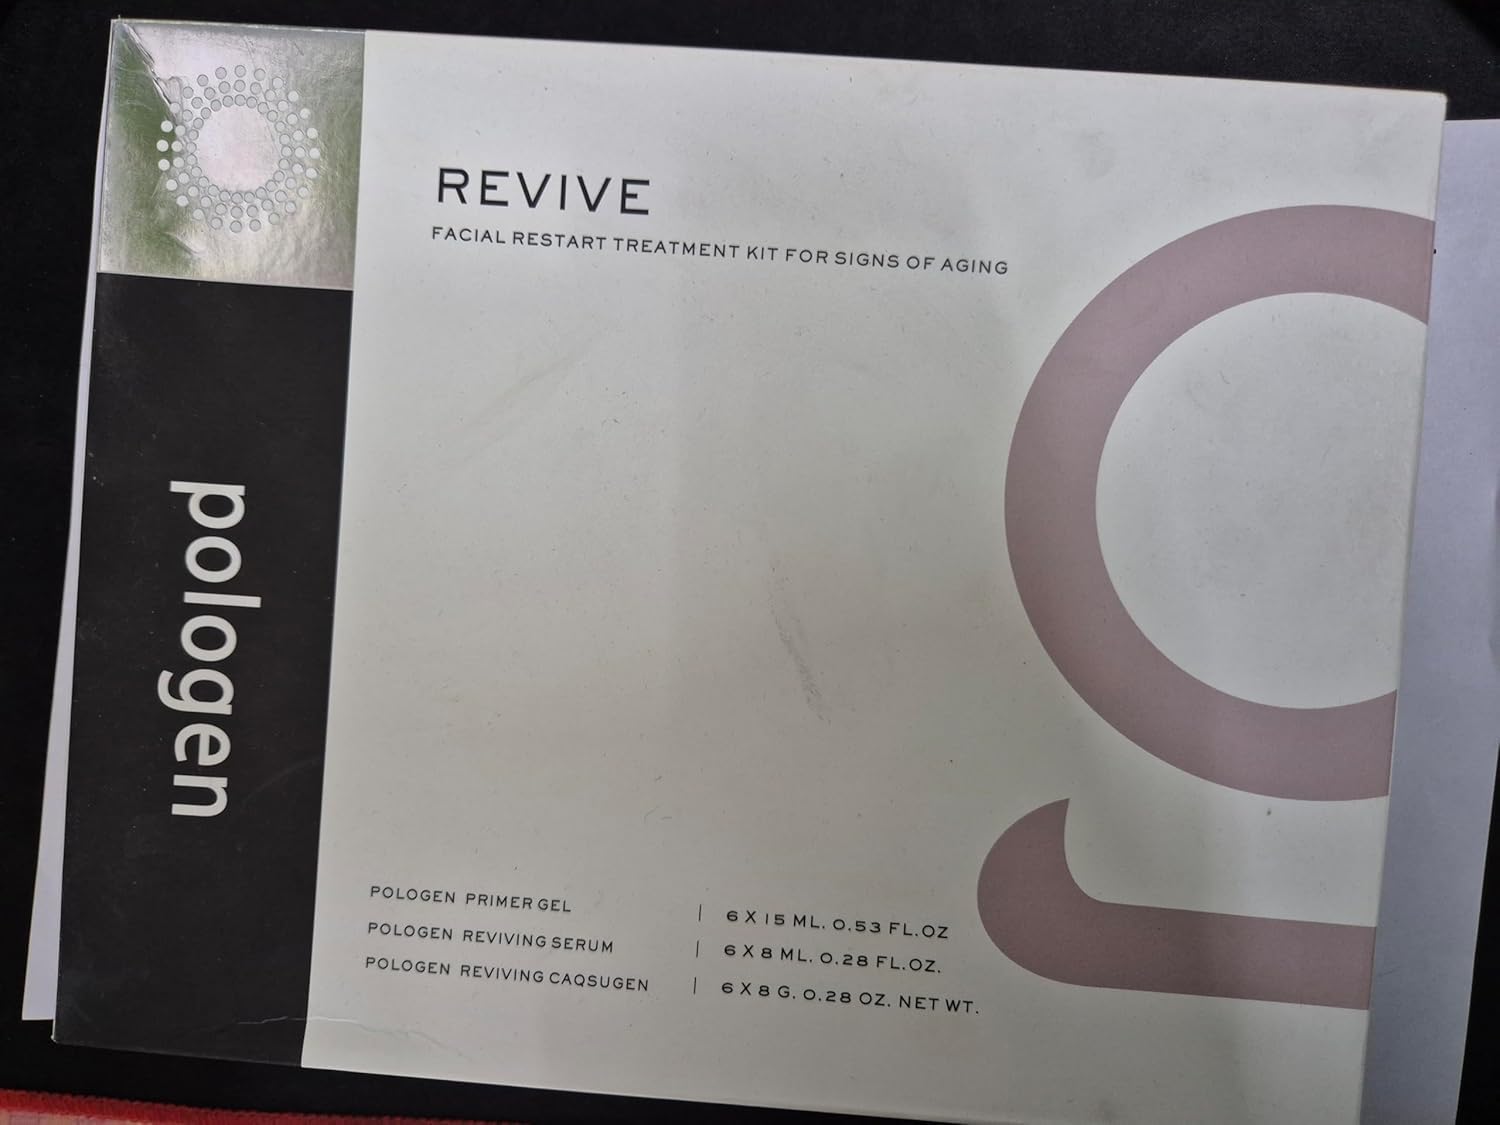 REVIVE
FACIAL RESTART TREATMENT KIT FOR SIGNS OF AGING
pologen
POLOGEN PRIMER GEL | 6 X 15 ML. 0.53 FL.OZ
POLOGEN REVIVING SERUM | 6 X 8 ML. 0.28 FL.OZ.
POLOGEN REVIVING CAQSUGEN | 6 X 8 G. 0.28 OZ. NET WT.